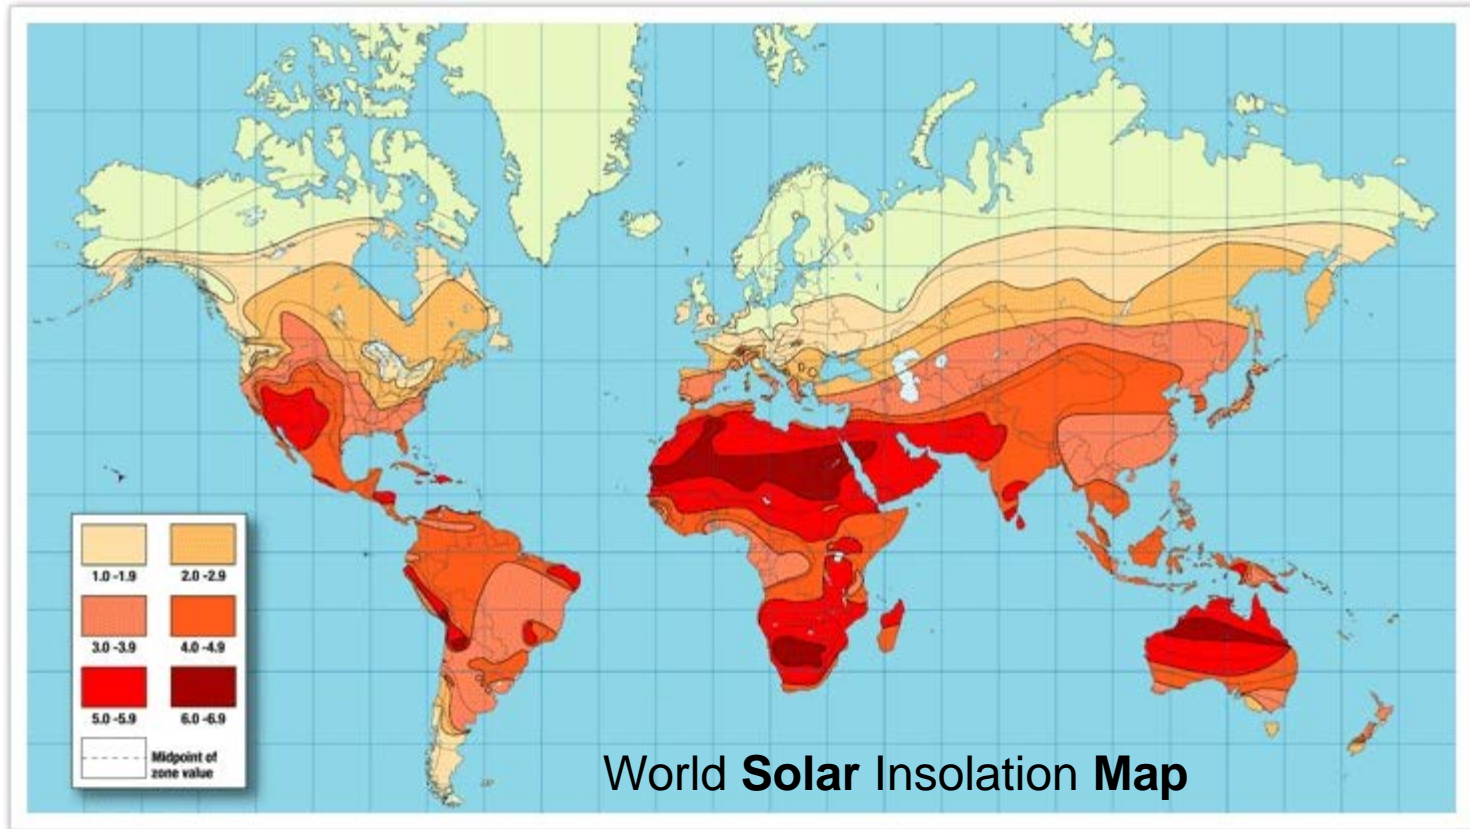 1.0 -1.9 2.0 -2.9
3.0 -3.9 4.0 -4.9
5.0 -5.9 6.0 -6.9
Midpoint of
zone value
World Solar Insolation Map